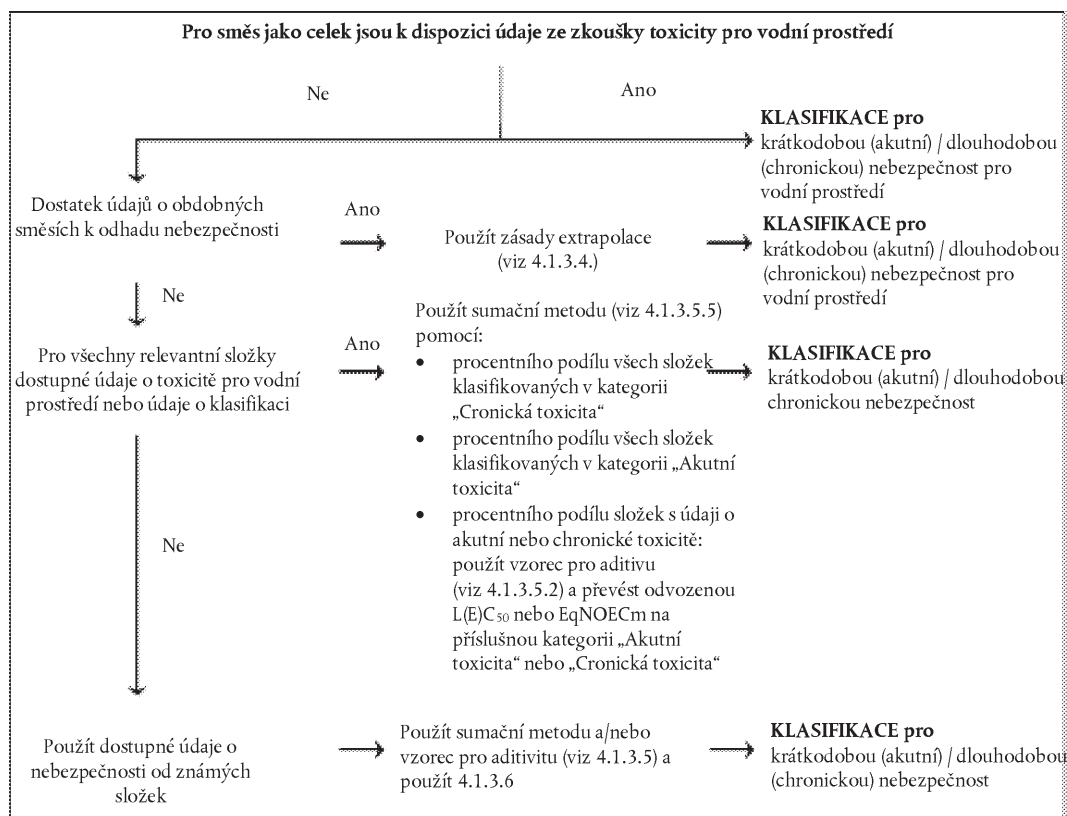 Pro směs jako celek jsou k dispozici údaje ze zkoušky toxicity pro vodní prostředí
Ne
Ano
KLASIFIKACE pro
krátkodobou (akutní) / dlouhodobou
(chronickou) nebezpečnost pro
vodní prostředí
Dostatek údajů o obdobných
směsích k odhadu nebezpečnosti
Ano
Použít zásady extrapolace
(viz 4.1.3.4.)
KLASIFIKACE pro
krátkodobou (akutní) / dlouhodobou
(chronickou) nebezpečnost pro
vodní prostředí
Ne
Pro všechny relevantní složky
dostupné údaje o toxicitě pro vodní
prostředí nebo údaje o klasifikaci
Ano
Použít sumační metodu (viz 4.1.3.5.5)
pomocí:
• procentního podílu všech složek
klasifikovaných v kategorii
„Cronická toxicita“
• procentního podílu všech složek
klasifikovaných v kategorii „Akutní
toxicita“
• procentního podílu složek s údaji o
akutní nebo chronické toxicitě:
použít vzorec pro aditivu
(viz 4.1.3.5.2) a převést odvozenou
L(E)C₅₀ nebo EqNOECm na
příslušnou kategorii „Akutní
toxicita“ nebo „Cronická toxicita“
KLASIFIKACE pro
krátkodobou (akutní) / dlouhodobou
chronickou nebezpečnost
Ne
Použít dostupné údaje o
nebezpečnosti od známých
složek
Použít sumační metodu a/nebo
vzorec pro aditivitu (viz 4.1.3.5) a
použít 4.1.3.6
KLASIFIKACE pro
krátkodobou (akutní) / dlouhodobou
(chronickou) nebezpečnost